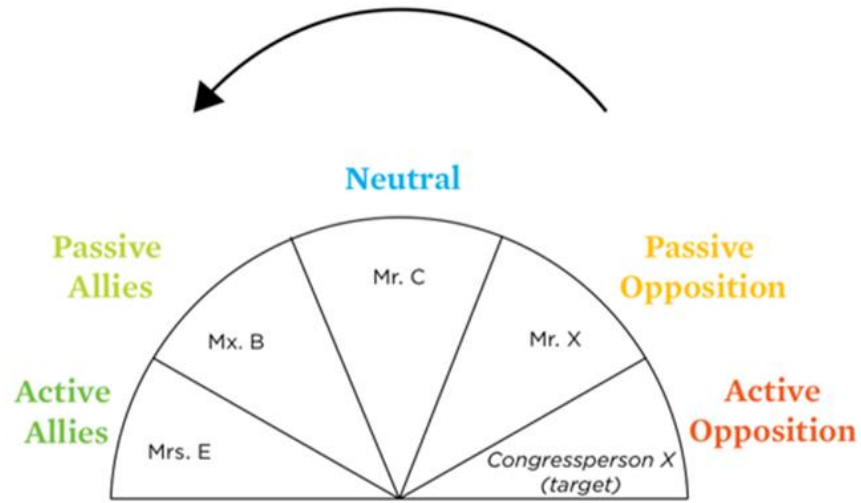 Neutral
Passive
Allies
Passive
Opposition
Mr. C
Mx. B
Mr. X
Active
Allies
Active
Opposition
Mrs. E
Congressperson X
(target)